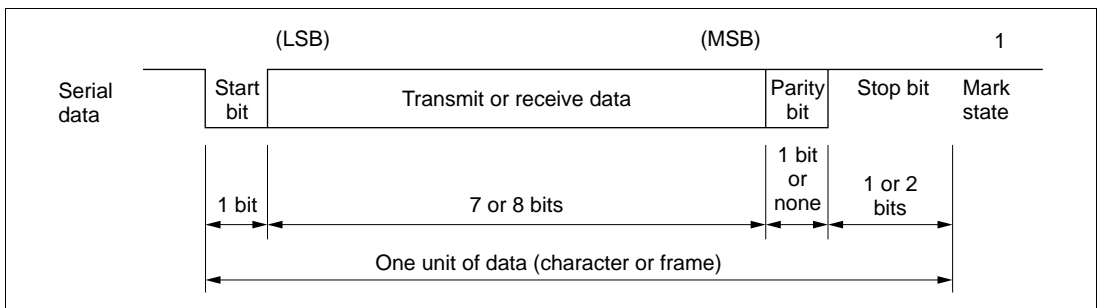 (LSB) (MSB) 1
Serial data
Start bit
Transmit or receive data
Parity bit
Stop bit
Mark state
1 bit
7 or 8 bits
1 bit or none
1 or 2 bits
One unit of data (character or frame)